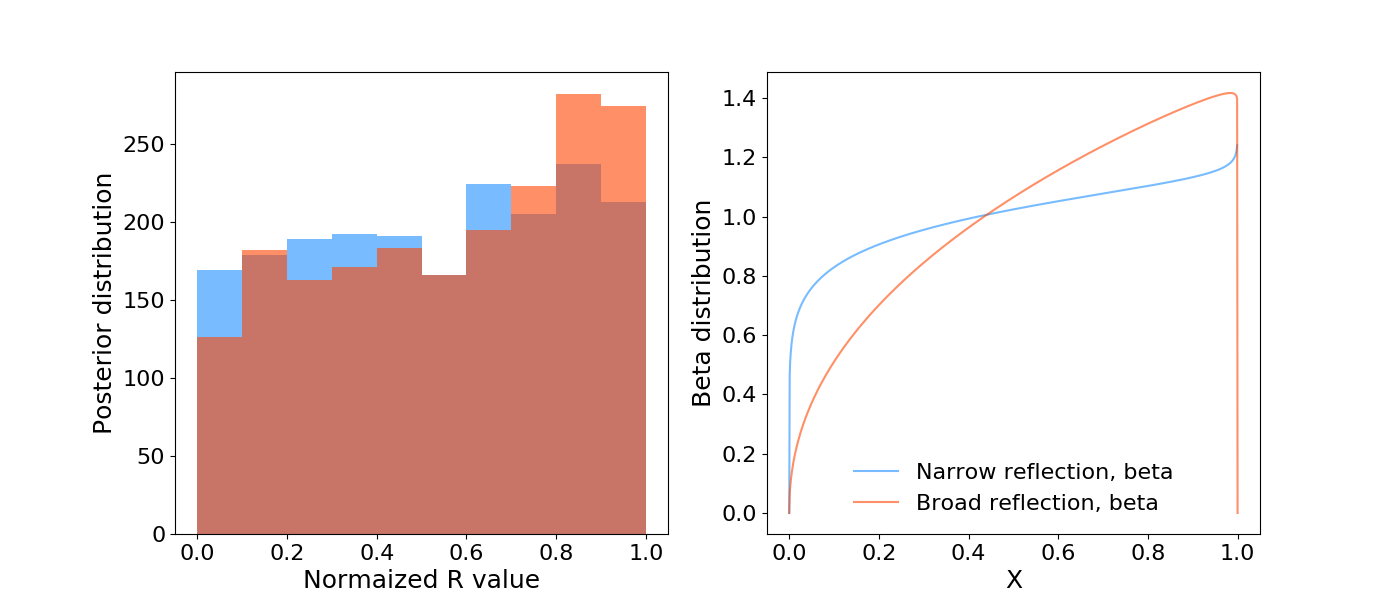 Posterior distribution
250
200
150
100
50
0
0.0 0.2 0.4 0.6 0.8 1.0
Normaized R value
Beta distribution
1.4
1.2
1.0
0.8
0.6
0.4
0.2
0.0
Narrow reflection, beta
Broad reflection, beta
0.0 0.2 0.4 0.6 0.8 1.0
X